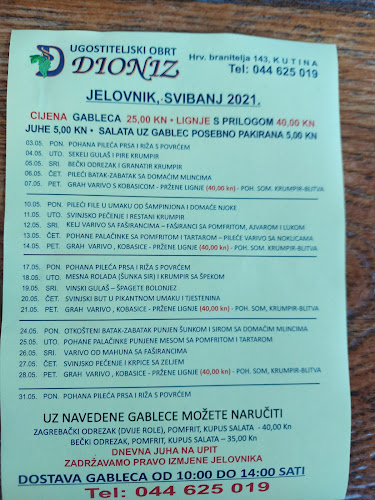 UGOSTITELJSKI OBRT
DIONIZ
Hrv. branitelja 143, KUTINA
Tel: 044 625 019
JELOVNIK, SVIBANJ 2021.
CIJENA GABLECA 25,00 KN • LIGNJE S PRILOGOM 40,00 KN
JUHE 5,00 KN • SALATA UZ GABLEC POSEBNO PAKIRANA 5,00 KN
03.05. PON. POHANA PILEĆA PRSA I RIŽA S POVRĆEM
04.05. UTO. SEKELI GULAŠ I PIRE KRUMPIR
05.05. SRI. BEČKI ODREZAK I GRANATIR KRUMPIR
06.05. ČET. PILEĆI BATAK-ZABATAK SA DOMAĆIM MLINCIMA
07.05. PET. GRAH VARIVO S KOBASICOM - PRŽENE LIGNJE (40,00 kn) - POH. SOM, KRUMPIR-BLITVA
10.05. PON. PILEĆI FILE U UMAKU OD ŠAMPINJONA I DOMAĆE NJOKE
11.05. UTO. SVINJSKO PEČENJE I RESTANI KRUMPIR
12.05. SRI. KELJ VARIVO SA FAŠIRANCIMA – FAŠIRANCI SA POMFRITOM, AJVAROM I LUKOM
13.05. ČET. POHANE PALAČINKE SA POMFRITOM I TARTAROM – PILEĆE VARIVO SA NOKLICAMA
14.05. PET. GRAH VARIVO , KOBASICE - PRŽENE LIGNJE (40,00 kn) - POH. SOM, KRUMPIR-BLITVA
17.05. PON. POHANA PILEĆA PRSA I RIŽA S POVRĆEM
18.05. UTO. MESNA ROLADA (ŠUNKA SIR) I KRUMPIR SA ŠPEKOM
19.05. SRI. VINSKI GULAŠ – ŠPAGETE BOLONJEZ
20.05. ČET. SVINJSKI BUT U PIKANTNOM UMAKU I TJESTENINA
21.05. PET. GRAH VARIVO , KOBASICE - PRŽENE LIGNJE (40,00 kn) - POH. SOM, KRUMPIR-BLITVA
24.05. PON. OTKOŠTENI BATAK-ZABATAK PUNJEN ŠUNKOM I SIROM SA DOMAĆIM MLINCIMA
25.05. UTO. POHANE PALAČINKE PUNJENE MESOM SA POMFRITOM I TARTAROM
26.05. SRI. VARIVO OD MAHUNA SA FAŠIRANCIMA
27.05. ČET. SVINJSKO PEČENJE I KRPICE SA ZELJEM
28.05. PET. GRAH VARIVO , KOBASICE - PRŽENE LIGNJE (40,00 kn) - POH. SOM, KRUMPIR-BLITVA
31.05. PON. POHANA PILEĆA PRSA I RIŽA S POVRĆEM
UZ NAVEDENE GABLECE MOŽETE NARUČITI
ZAGREBAČKI ODREZAK (DVIJE ROLE), POMFRIT, KUPUS SALATA - 40,00 Kn
BEČKI ODREZAK, POMFRIT, KUPUS SALATA – 35,00 Kn
DNEVNA JUHA NA UPIT
ZADRŽAVAMO PRAVO IZMJENE JELOVNIKA
DOSTAVA GABLECA OD 10:00 DO 14:00 SATI
Tel: 044 625 019